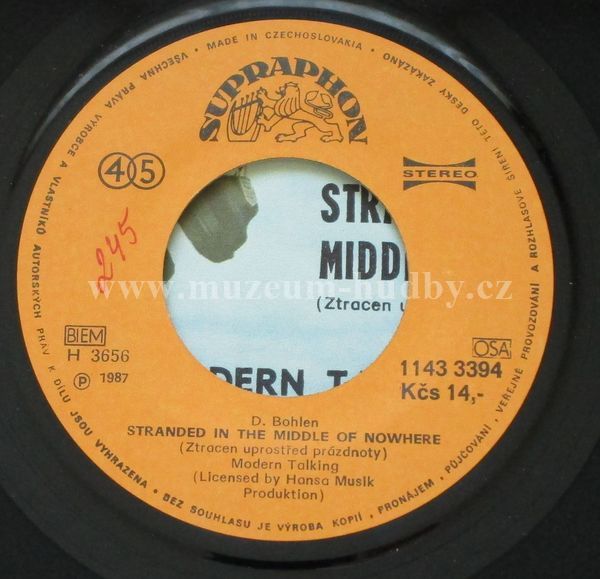 VŠECHNA PRÁVA VÝROBCE A VLASTNÍKŮ AUTORSKÝCH PRÁV K DÍLU JSOU VYHRAZENA • BEZ SOUHLASU JE VÝROBA KOPIÍ, PRONÁJEM, PŮJČOVÁNÍ, VEŘEJNÉ PROVOZOVÁNÍ A ROZHLASOVÉ ŠÍŘENÍ TÉTO DESKY ZAKÁZÁNO • MADE IN CZECHOSLOVAKIA •
SUPRAPHON
45
STEREO
245
STRA
MIDD
(Ztracen u
DERN TA
www.muzeum-hudby.cz
BIEM
H 3656
Ⓟ 1987
OSA
1143 3394
Kčs 14,-
D. Bohlen
STRANDED IN THE MIDDLE OF NOWHERE
(Ztracen uprostřed prázdnoty)
Modern Talking
(Licensed by Hansa Musik
Produktion)